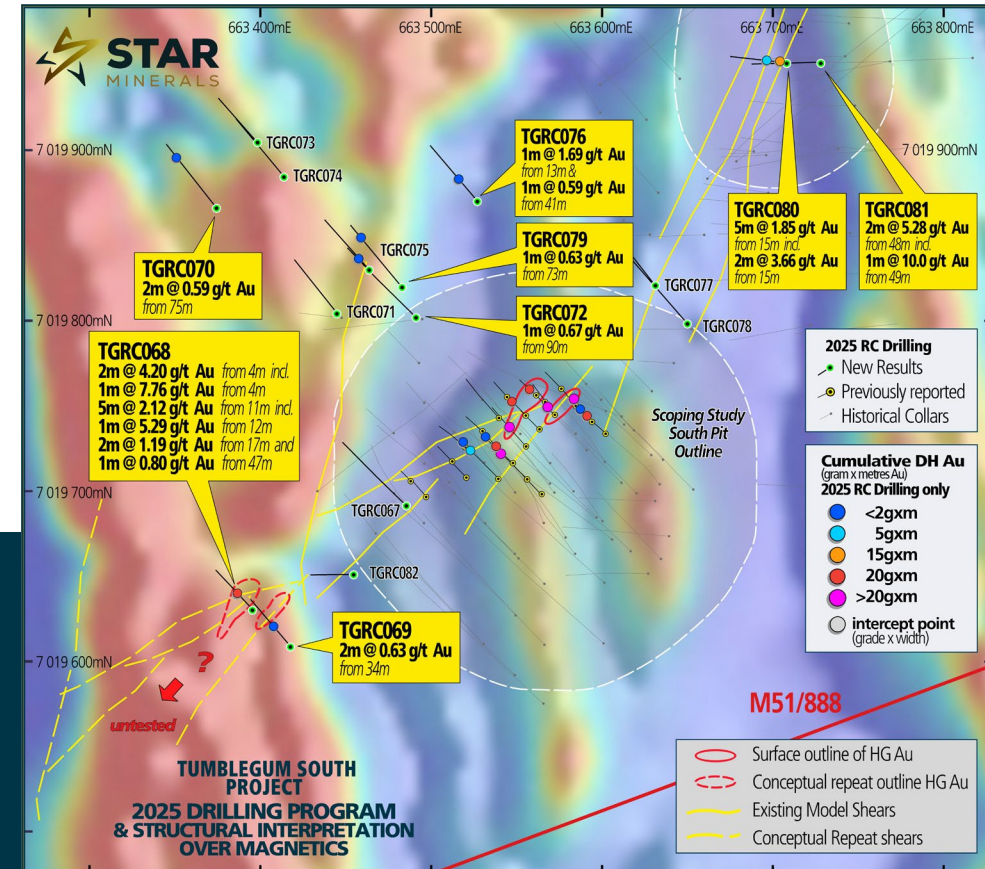 STAR
MINERALS
663 400mE
663 500mE
663 600mE
663 700mE
663 800mE
7 019 900mN
7 019 900mN
7 019 800mN
7 019 700mN
7 019 600mN
TGRC073
TGRC074
TGRC075
TGRC071
TGRC077
TGRC078
TGRC067
TGRC082
TGRC076
1m @ 1.69 g/t Au
from 13m &
1m @ 0.59 g/t Au
from 41m
TGRC079
1m @ 0.63 g/t Au
from 73m
TGRC072
1m @ 0.67 g/t Au
from 90m
TGRC080
5m @ 1.85 g/t Au
from 15m incl.
2m @ 3.66 g/t Au
from 15m
TGRC081
2m @ 5.28 g/t Au
from 48m incl.
1m @ 10.0 g/t Au
from 49m
TGRC070
2m @ 0.59 g/t Au
from 75m
TGRC068
2m @ 4.20 g/t Au from 4m incl.
1m @ 7.76 g/t Au from 4m
5m @ 2.12 g/t Au from 11m incl.
1m @ 5.29 g/t Au from 12m
2m @ 1.19 g/t Au from 17m and
1m @ 0.80 g/t Au from 47m
TGRC069
2m @ 0.63 g/t Au
from 34m
Scoping Study
South Pit
Outline
2025 RC Drilling
New Results
Previously reported
Historical Collars
Cumulative DH Au
(gram x metres Au)
2025 RC Drilling only
<2gxm
5gxm
15gxm
20gxm
>20gxm
intercept point
(grade x width)
?
untested
M51/888
Surface outline of HG Au
Conceptual repeat outline HG Au
Existing Model Shears
Conceptual Repeat shears
TUMBLEGUM SOUTH
PROJECT
2025 DRILLING PROGRAM
& STRUCTURAL INTERPRETATION
OVER MAGNETICS